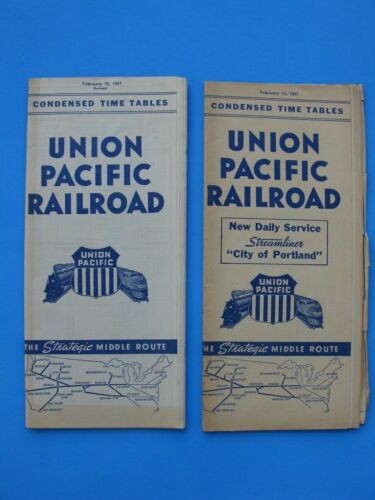 February 15, 1947
Revised
CONDENSED TIME TABLES
UNION
PACIFIC
RAILROAD
UNION
PACIFIC
THE Strategic MIDDLE ROUTE
February 15, 1947
CONDENSED TIME TABLES
UNION
PACIFIC
RAILROAD
New Daily Service
Streamliner
"City of Portland"
UNION
PACIFIC
THE Strategic MIDDLE ROUTE